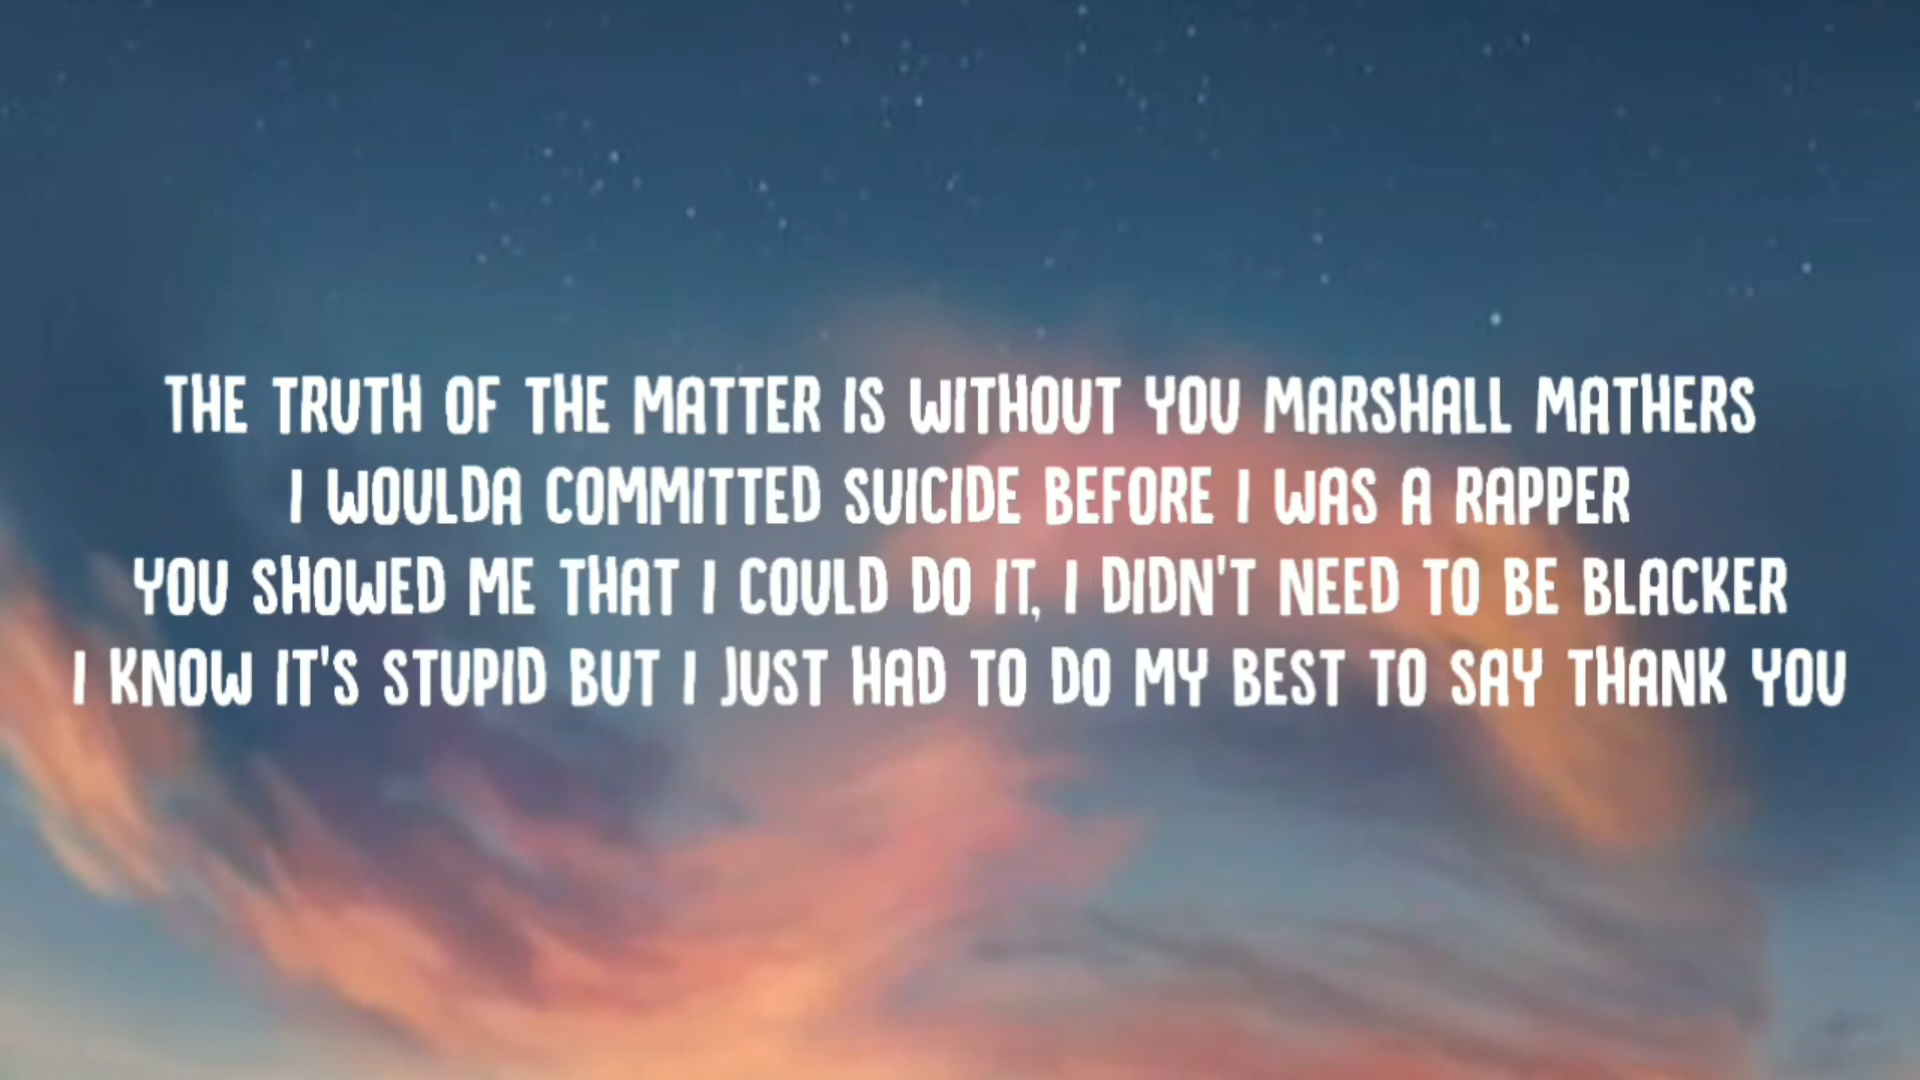 THE TRUTH OF THE MATTER IS WITHOUT YOU MARSHALL MATHERS
I WOULDA COMMITTED SUICIDE BEFORE I WAS A RAPPER
YOU SHOWED ME THAT I COULD DO IT, I DIDN'T NEED TO BE BLACKER
I KNOW IT'S STUPID BUT I JUST HAD TO DO MY BEST TO SAY THANK YOU